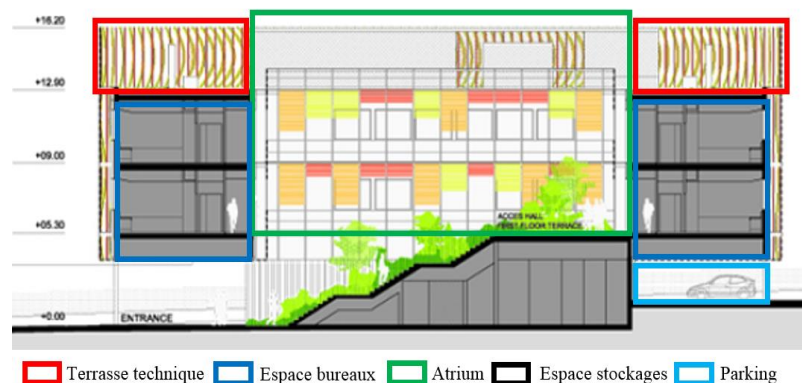 +16.20
+12.90
+09.00
+05.30
+0.00
ACCES HALL
FIRST FLOOR TERRACE
ENTRANCE
Terrasse technique
Espace bureaux
Atrium
Espace stockages
Parking